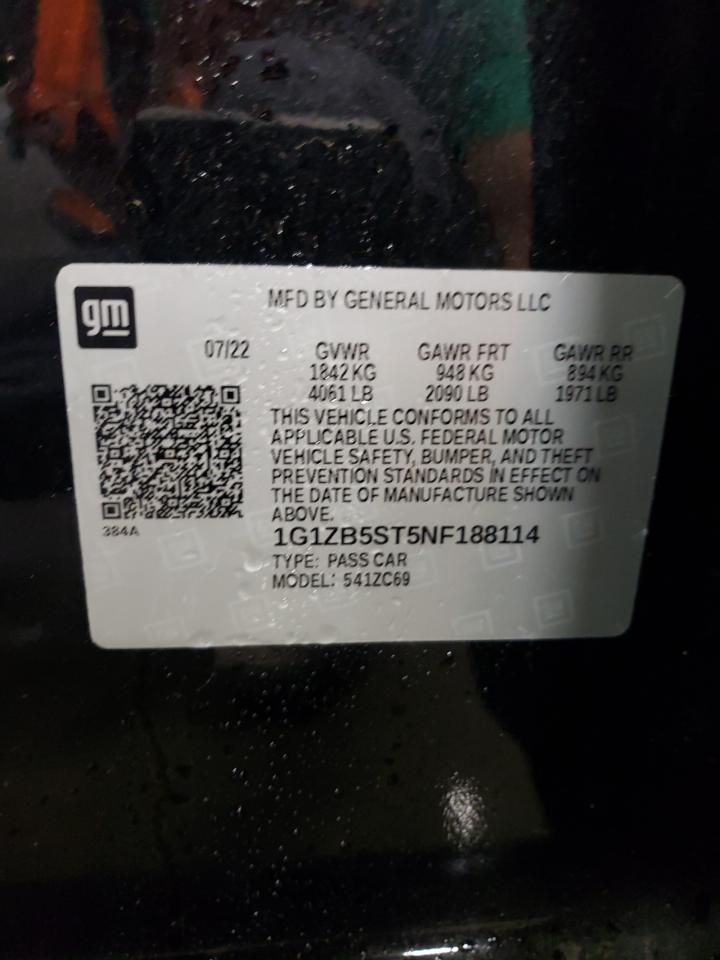 gm
MFD BY GENERAL MOTORS LLC
07/22 GVWR GAWR FRT GAWR RR
1842 KG 948 KG 894 KG
4061 LB 2090 LB 1971 LB
THIS VEHICLE CONFORMS TO ALL
APPLICABLE U.S. FEDERAL MOTOR
VEHICLE SAFETY, BUMPER, AND THEFT
PREVENTION STANDARDS IN EFFECT ON
THE DATE OF MANUFACTURE SHOWN
ABOVE.
384A
1G1ZB5ST5NF188114
TYPE: PASS CAR
MODEL: 541ZC69